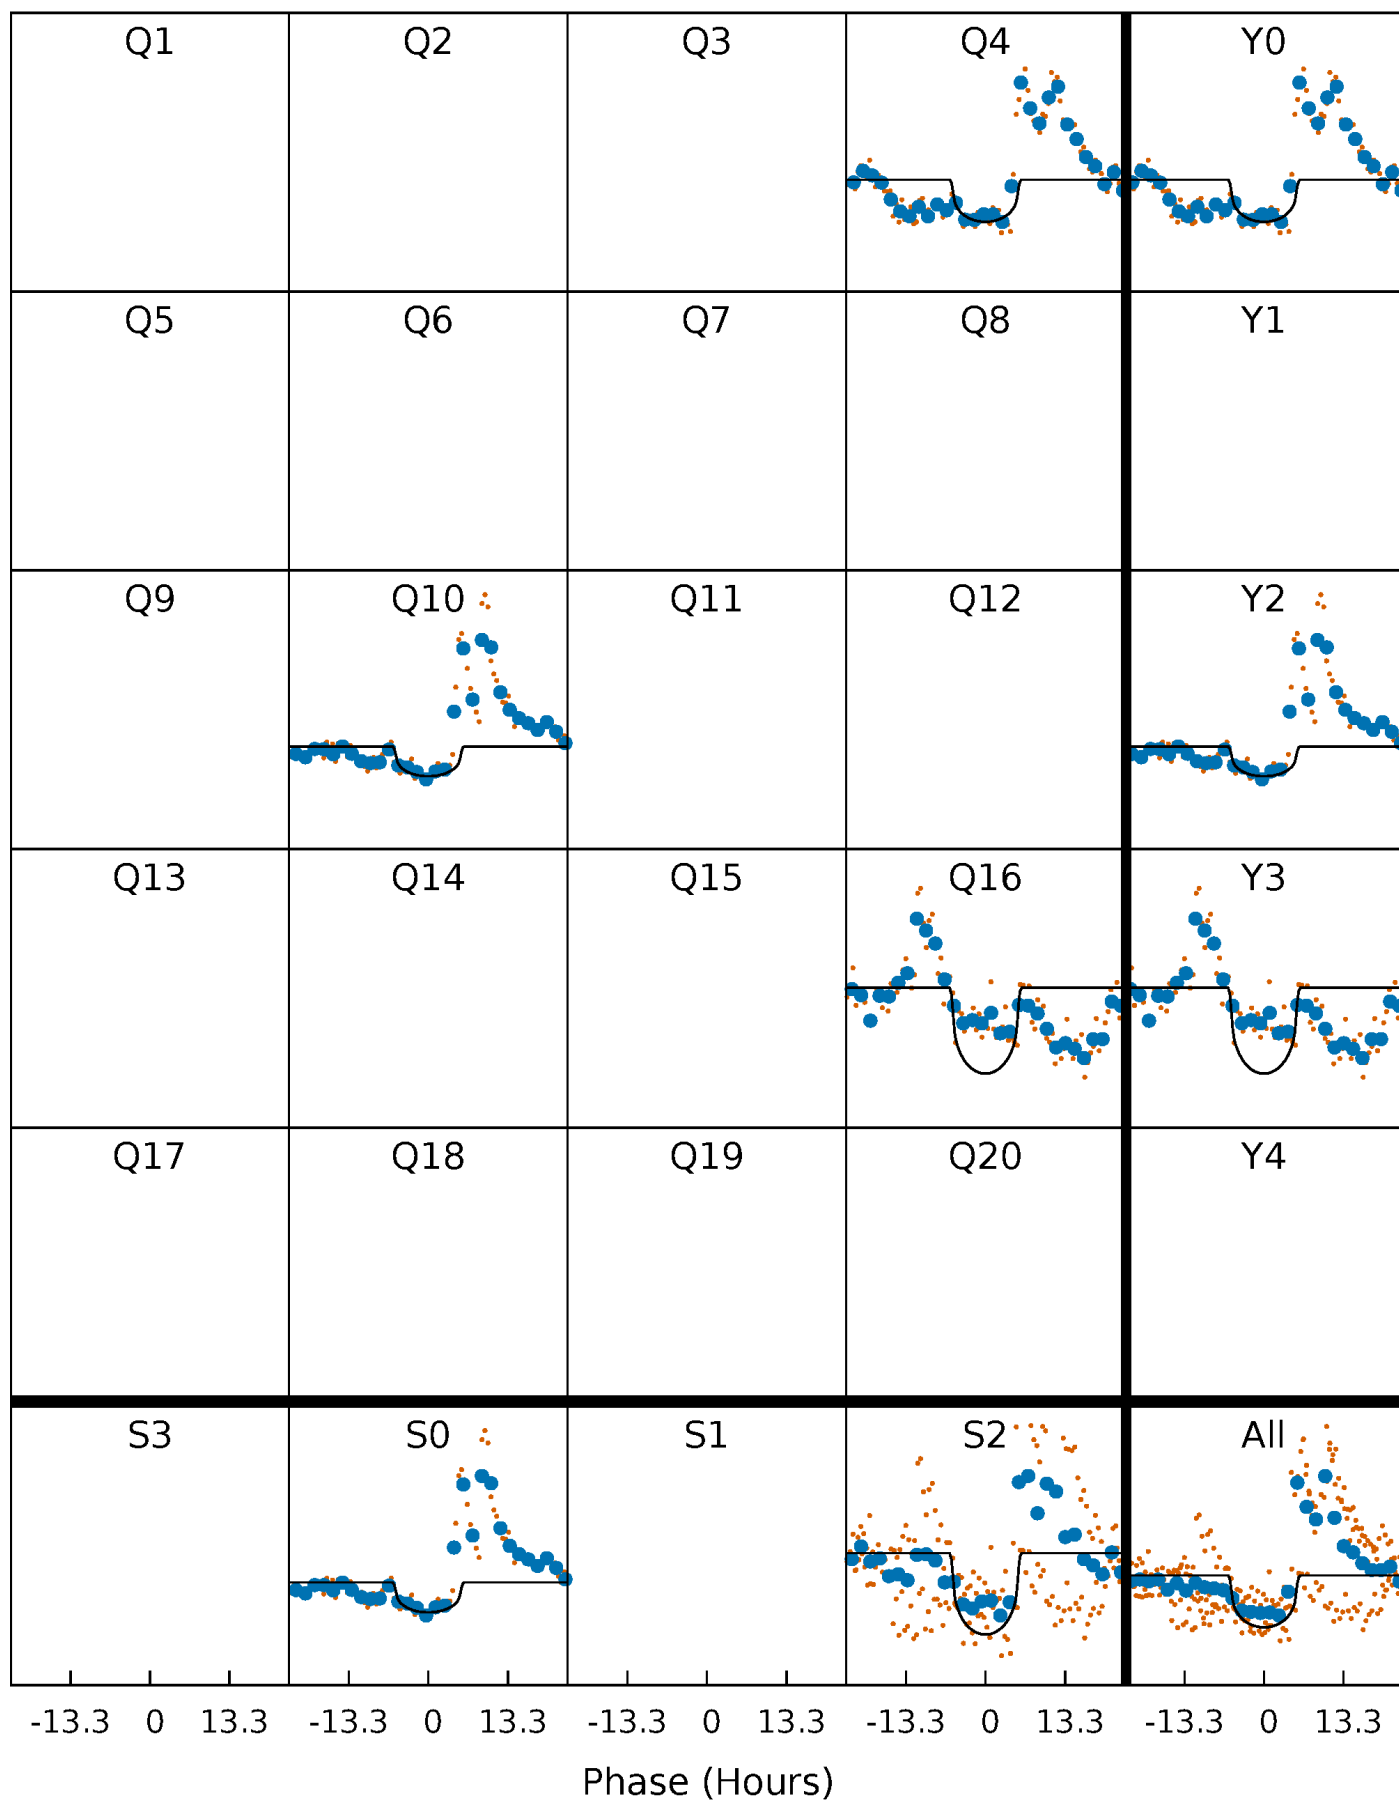 Q1 Q2 Q3 Q4 Y0
Q5 Q6 Q7 Q8 Y1
Q9 Q10 Q11 Q12 Y2
Q13 Q14 Q15 Q16 Y3
Q17 Q18 Q19 Q20 Y4
S3 S0 S1 S2 All
-13.3 0 13.3 -13.3 0 13.3 -13.3 0 13.3 -13.3 0 13.3 -13.3 0 13.3
Phase (Hours)